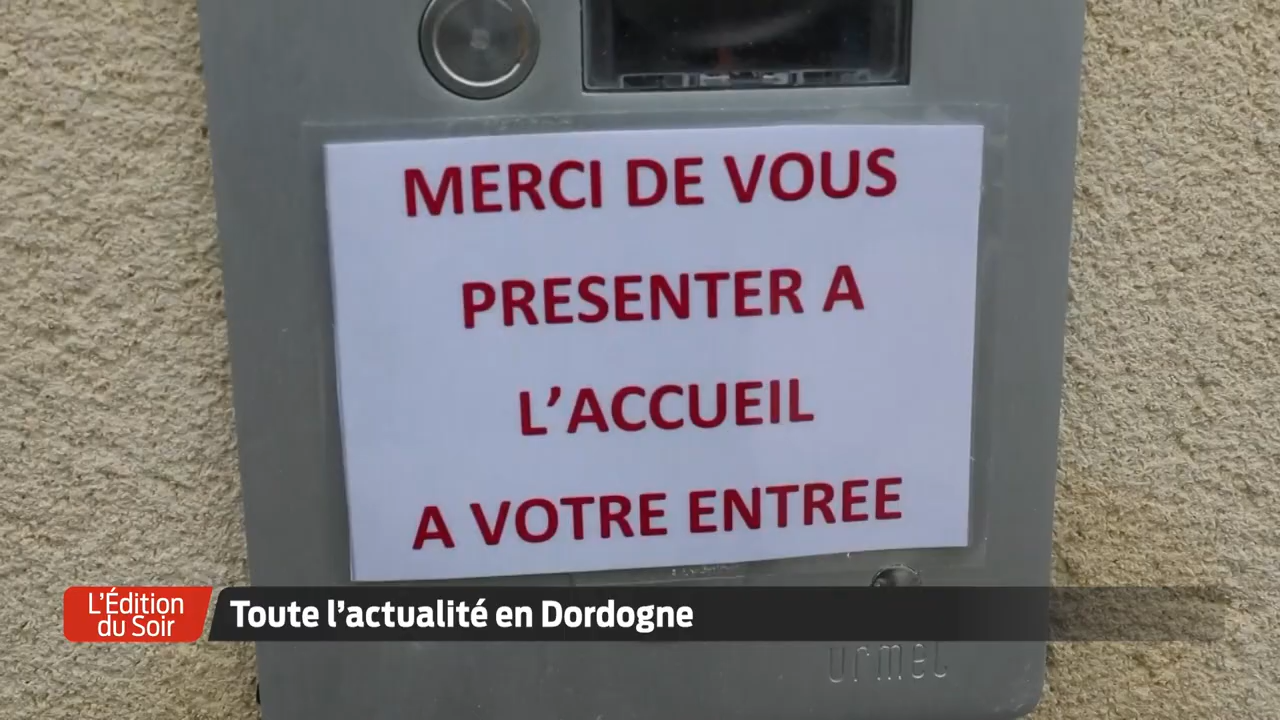 MERCI DE VOUS
PRESENTER A
L'ACCUEIL
A VOTRE ENTREE
L'Édition
du Soir
Toute l'actualité en Dordogne
urmet